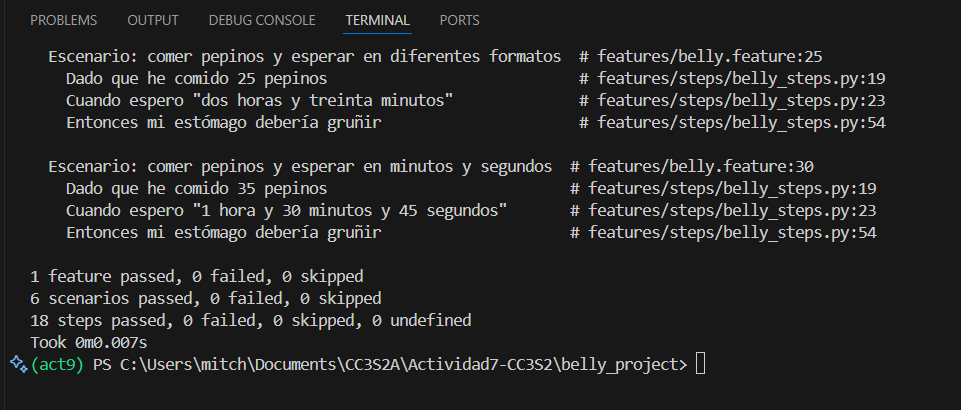 PROBLEMS OUTPUT DEBUG CONSOLE TERMINAL PORTS
Escenario: comer pepinos y esperar en diferentes formatos # features/belly.feature:25
Dado que he comido 25 pepinos # features/steps/belly_steps.py:19
Cuando espero "dos horas y treinta minutos" # features/steps/belly_steps.py:23
Entonces mi estómago debería gruñir # features/steps/belly_steps.py:54
Escenario: comer pepinos y esperar en minutos y segundos # features/belly.feature:30
Dado que he comido 35 pepinos # features/steps/belly_steps.py:19
Cuando espero "1 hora y 30 minutos y 45 segundos" # features/steps/belly_steps.py:23
Entonces mi estómago debería gruñir # features/steps/belly_steps.py:54
1 feature passed, 0 failed, 0 skipped
6 scenarios passed, 0 failed, 0 skipped
18 steps passed, 0 failed, 0 skipped, 0 undefined
Took 0m0.007s
(act9) PS C:\Users\mitch\Documents\CC3S2A\Actividad7-CC3S2\belly_project>